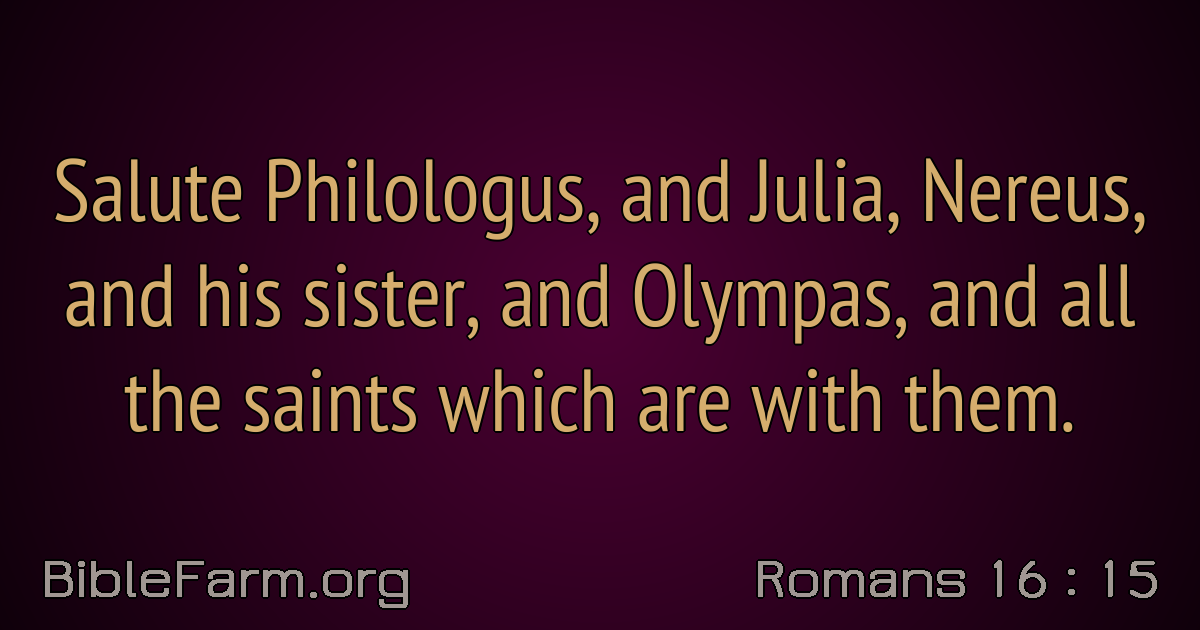 Salute Philologus, and Julia, Nereus,
and his sister, and Olympas, and all
the saints which are with them.
BibleFarm.org
Romans 16 : 15